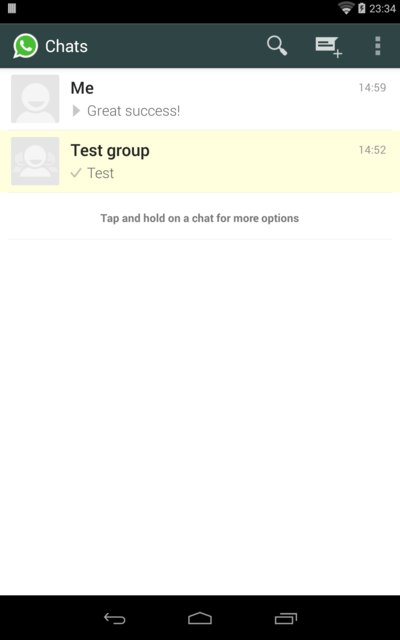 23:34
Chats
Me
14:59
Great success!
Test group
14:52
Test
Tap and hold on a chat for more options